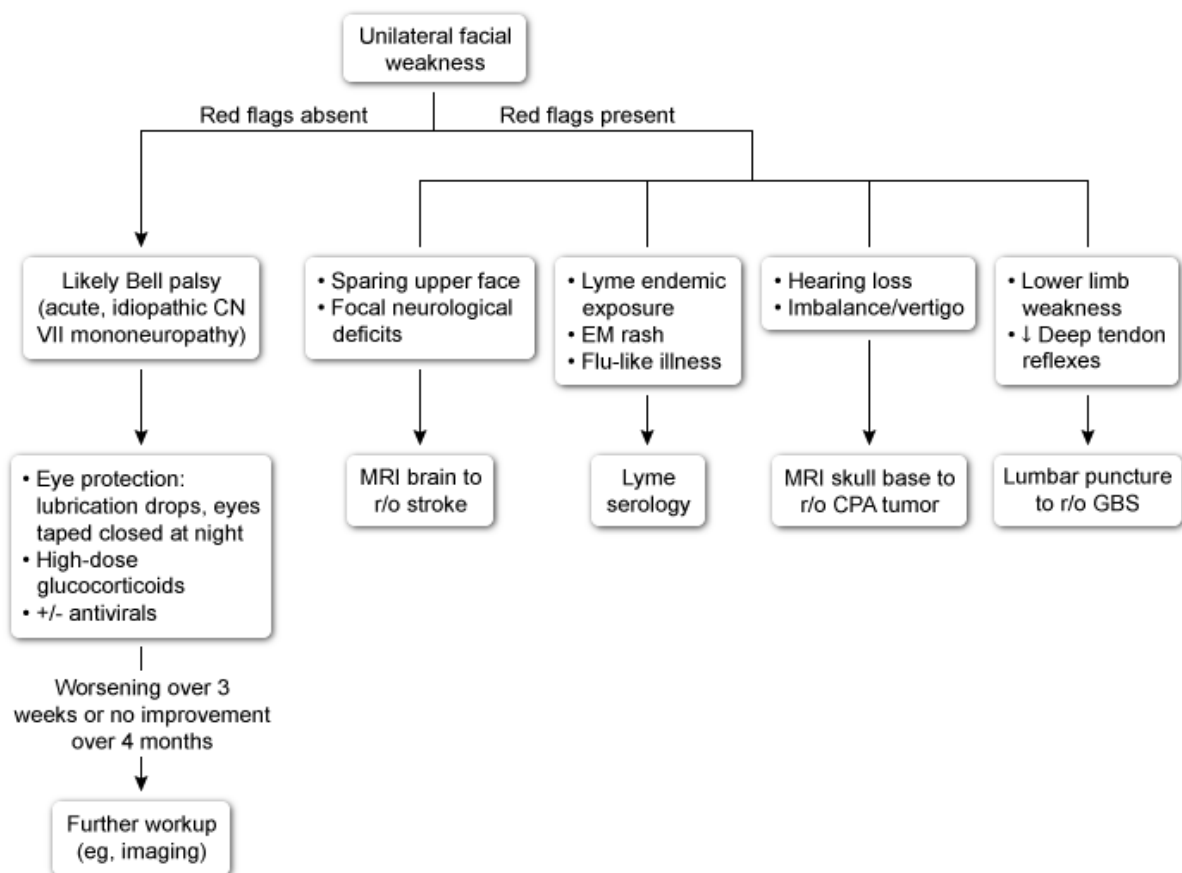 Unilateral facial
weakness
Red flags absent
Red flags present
Likely Bell palsy
(acute, idiopathic CN
VII mononeuropathy)
• Sparing upper face
• Focal neurological
deficits
• Lyme endemic
exposure
• EM rash
• Flu-like illness
• Hearing loss
• Imbalance/vertigo
• Lower limb
weakness
• ↓ Deep tendon
reflexes
• Eye protection:
lubrication drops, eyes
taped closed at night
• High-dose
glucocorticoids
• +/- antivirals
MRI brain to
r/o stroke
Lyme
serology
MRI skull base to
r/o CPA tumor
Lumbar puncture
to r/o GBS
Worsening over 3
weeks or no improvement
over 4 months
Further workup
(eg, imaging)